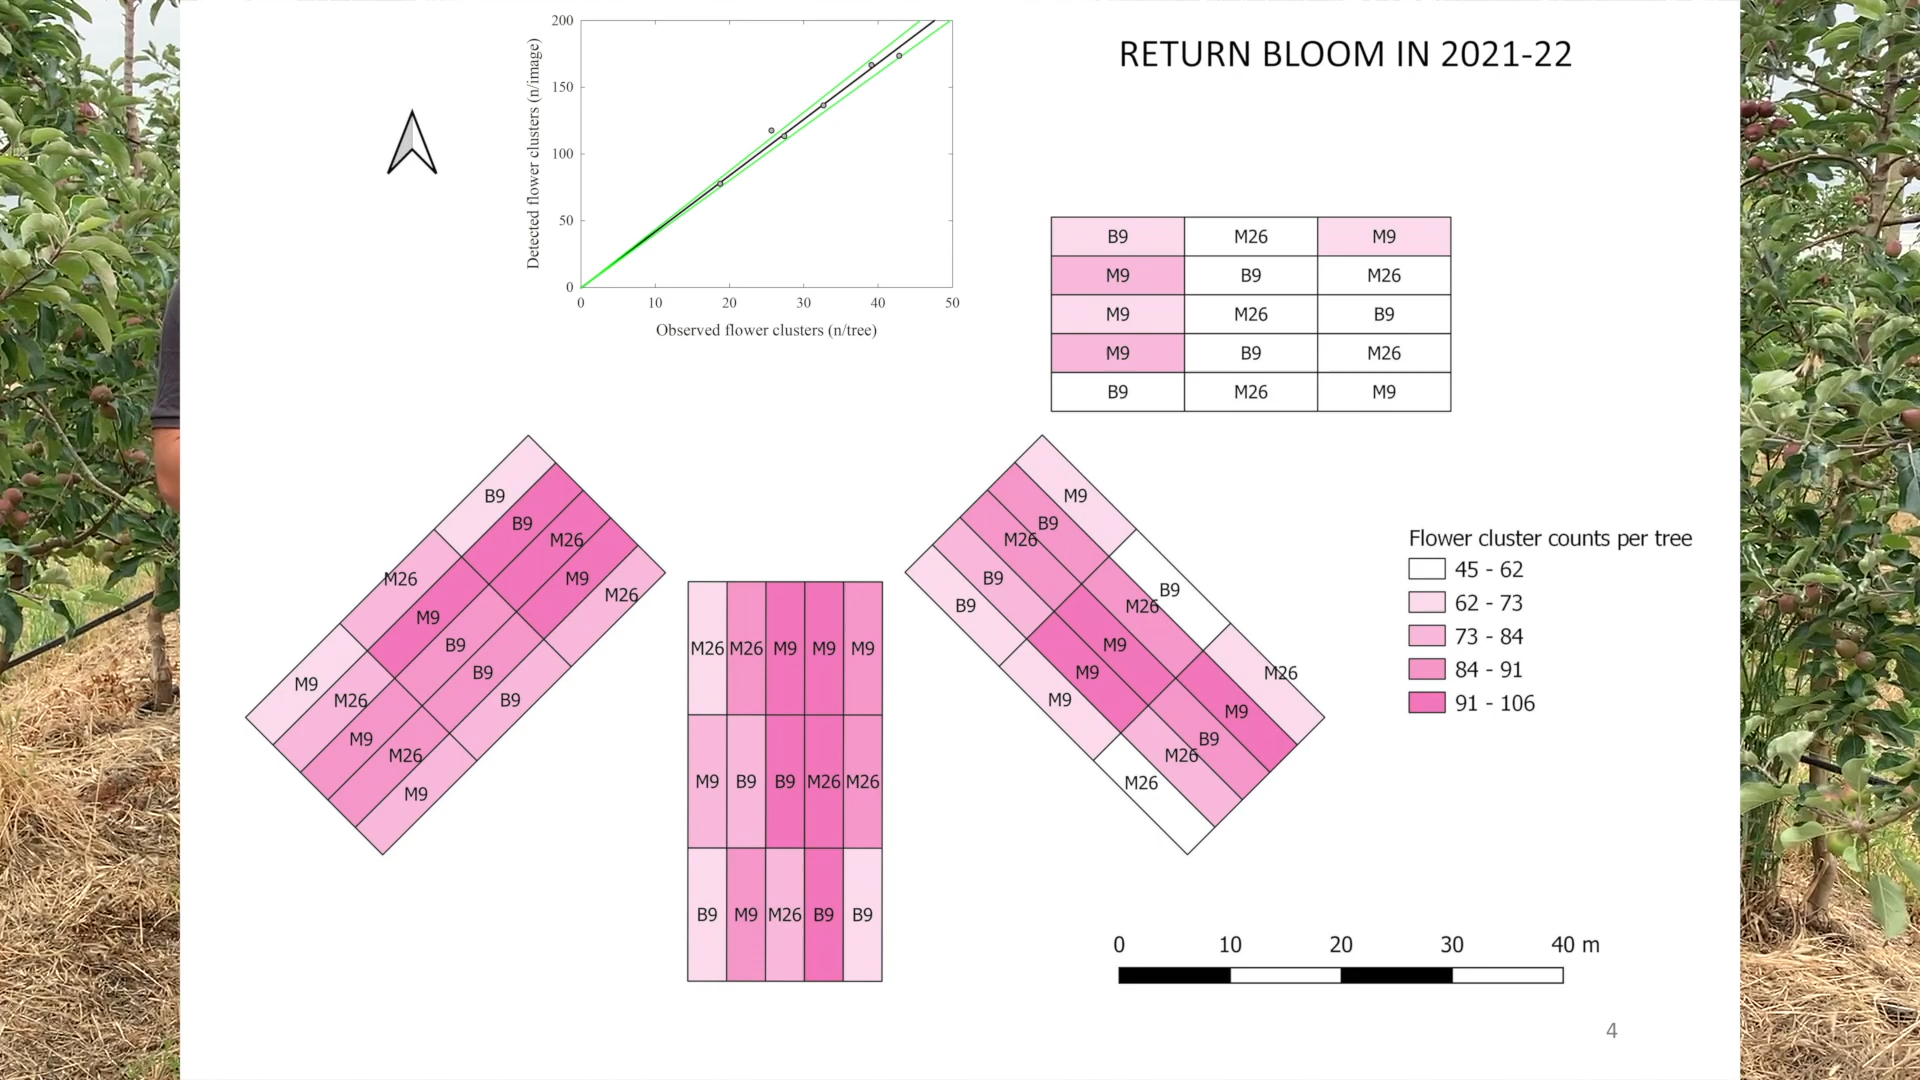 RETURN BLOOM IN 2021-22
200
150
100
50
0
0 10 20 30 40 50
Detected flower clusters (n/image)
Observed flower clusters (n/tree)
B9 M26 M9
M9 B9 M26
M9 M26 B9
M9 B9 M26
B9 M26 M9
B9
B9
M26
M26
M9
M26
M9
B9
M9
M26
B9
B9
M9
M26
M9
M26 M26 M9 M9 M9
M9 B9 B9 M26 M26
B9 M9 M26 B9 B9
M9
B9
M26
B9
B9
B9
M26
M9
M9
M9
M26
M9
B9
M26
M26
Flower cluster counts per tree
45 - 62
62 - 73
73 - 84
84 - 91
91 - 106
0 10 20 30 40 m
4